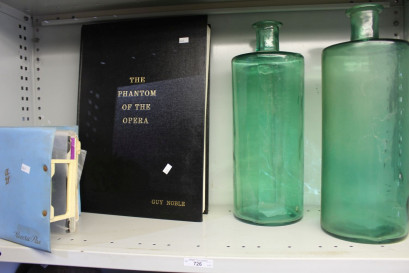 THE
PHANTOM
OF THE
OPERA
GUY NOBLE
726